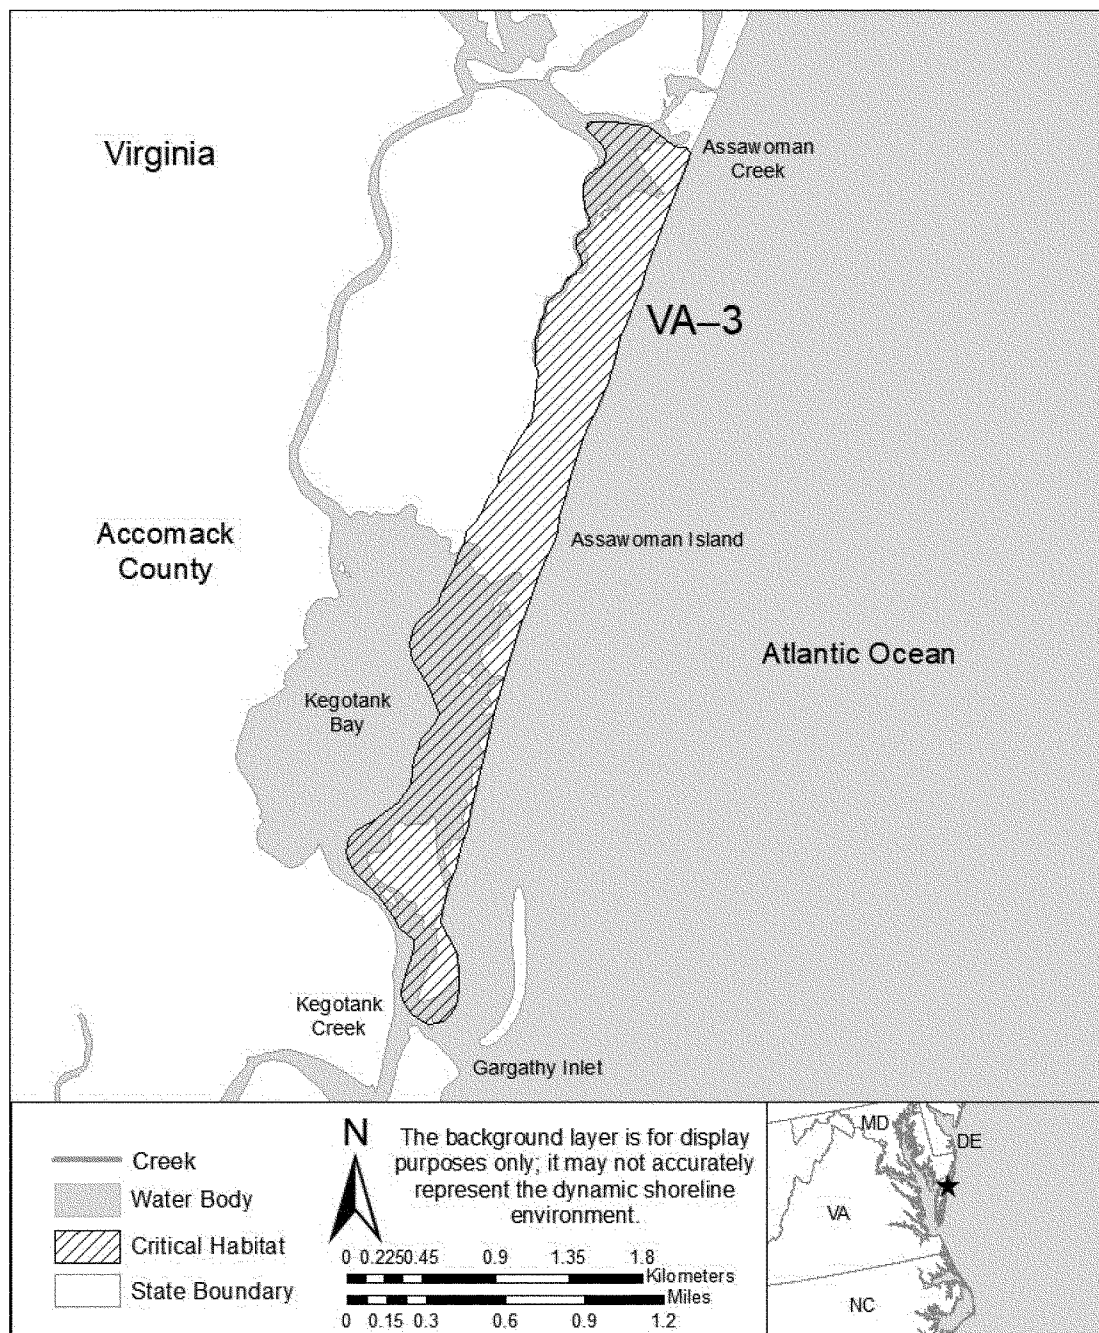 Virginia
Assawoman
Creek
VA–3
Accomack
County
Assawoman Island
Atlantic Ocean
Kegotank
Bay
Kegotank
Creek
Gargathy Inlet
Creek
Water Body
Critical Habitat
State Boundary
N
The background layer is for display
purposes only; it may not accurately
represent the dynamic shoreline
environment.
0 0.2250.45 0.9 1.35 1.8
Kilometers
Miles
0 0.15 0.3 0.6 0.9 1.2
MD
DE
VA
NC